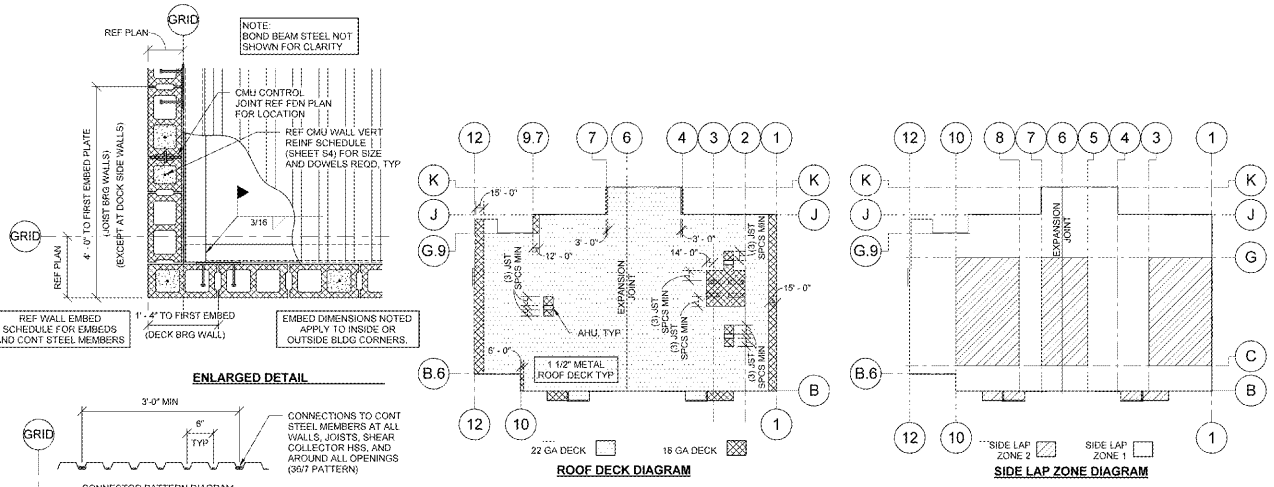 GRID
REF PLAN
NOTE:
BOND BEAM STEEL NOT
SHOWN FOR CLARITY
CMU CONTROL
JOINT REF FDN PLAN
FOR LOCATION
REF CMU WALL VERT
REINF SCHEDULE
(SHEET S4) FOR SIZE
AND DOWELS REQD, TYP
3/16
4' - 0" TO FIRST EMBED PLATE
(JOIST BRG WALLS)
(EXCEPT AT DOCK SIDE WALLS)
GRID
REF PLAN
1' - 4" TO FIRST EMBED
(DECK BRG WALL)
REF WALL EMBED
SCHEDULE FOR EMBEDS
AND CONT STEEL MEMBERS
EMBED DIMENSIONS NOTED
APPLY TO INSIDE OR
OUTSIDE BLDG CORNERS.
ENLARGED DETAIL
3'-0" MIN
6"
TYP
GRID
CONNECTIONS TO CONT
STEEL MEMBERS AT ALL
WALLS, JOISTS, SHEAR
COLLECTOR HSS, AND
AROUND ALL OPENINGS
(36/7 PATTERN)
CONNECTOR PATTERN DIAGRAM
12 9.7 7 6 4 3 2 1
K K
15' - 0"
J J
G.9
3' - 0" 3' - 0"
12' - 0" 14' - 0"
(3) JST
SPCS MIN
(3) JST
SPCS MIN
EXPANSION
JOINT
(3) JST
SPCS MIN
(3) JST
SPCS MIN
15' - 0"
AHU, TYP
6' - 0"
1 1/2" METAL
ROOF DECK TYP
(3) JST
SPCS MIN
B.6 B
12 10 1
22 GA DECK
18 GA DECK
ROOF DECK DIAGRAM
12 10 8 7 6 5 4 3 1
K K
J J
G.9
G
EXPANSION
JOINT
C
B.6 B
12 10 1
SIDE LAP
ZONE 2
SIDE LAP
ZONE 1
SIDE LAP ZONE DIAGRAM